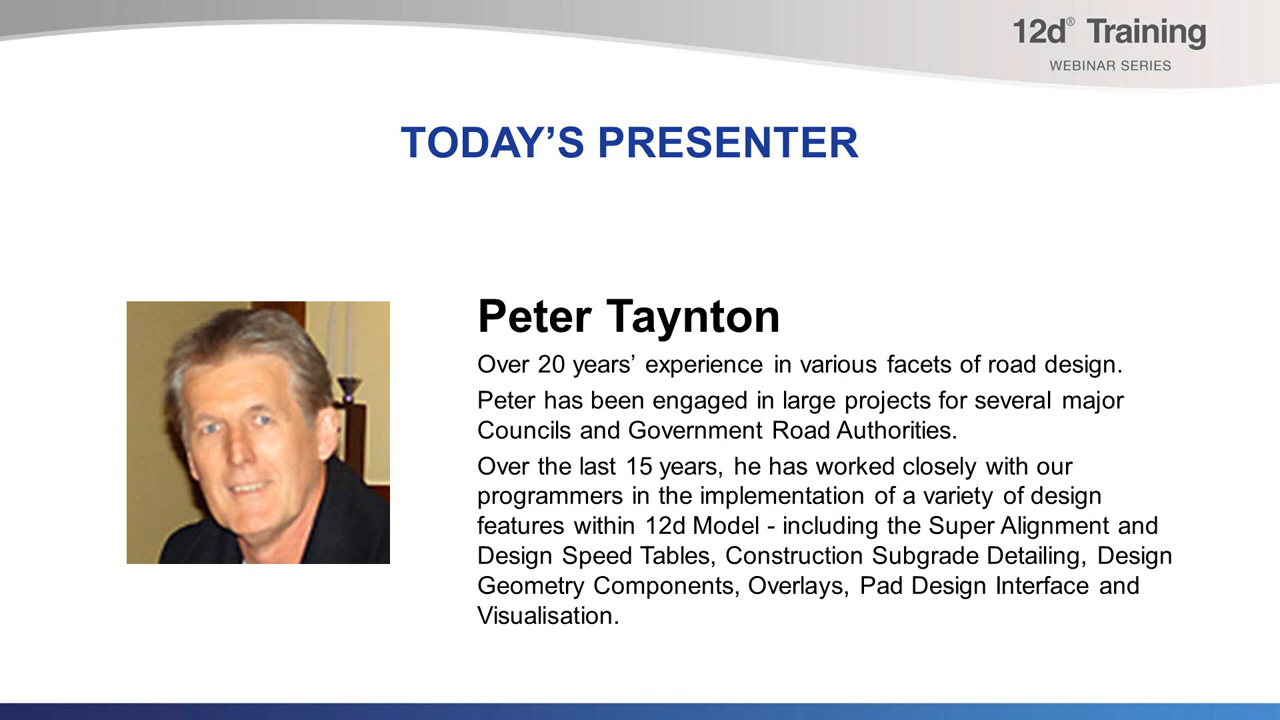 12d® Training
WEBINAR SERIES
TODAY’S PRESENTER
Peter Taynton
Over 20 years’ experience in various facets of road design.
Peter has been engaged in large projects for several major
Councils and Government Road Authorities.
Over the last 15 years, he has worked closely with our
programmers in the implementation of a variety of design
features within 12d Model - including the Super Alignment and
Design Speed Tables, Construction Subgrade Detailing, Design
Geometry Components, Overlays, Pad Design Interface and
Visualisation.